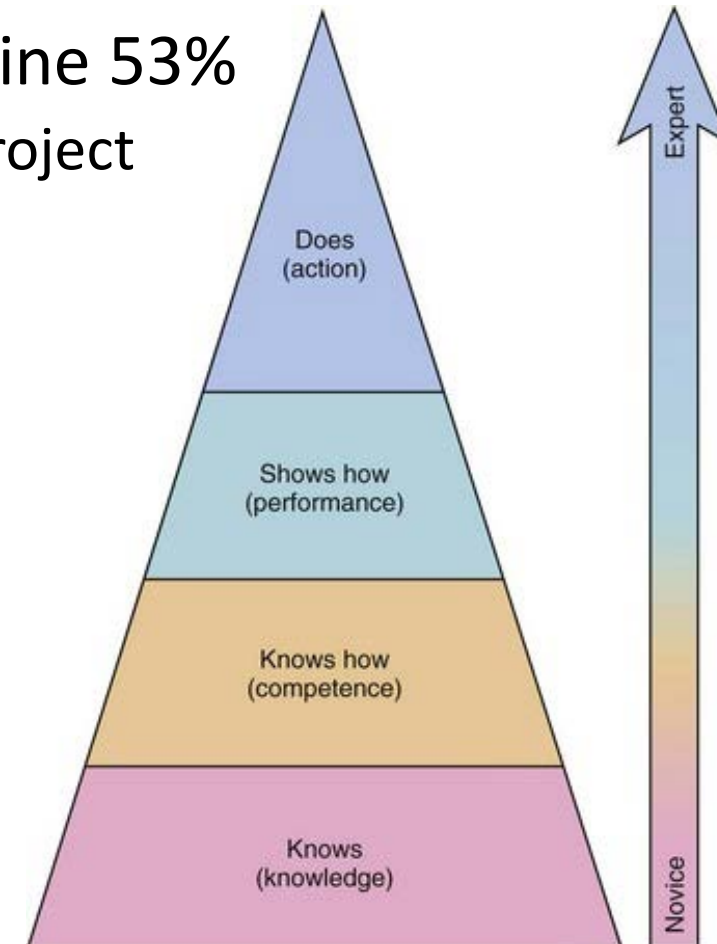 ine 53%
roject
Does
(action)
Shows how
(performance)
Knows how
(competence)
Knows
(knowledge)
Expert
Novice